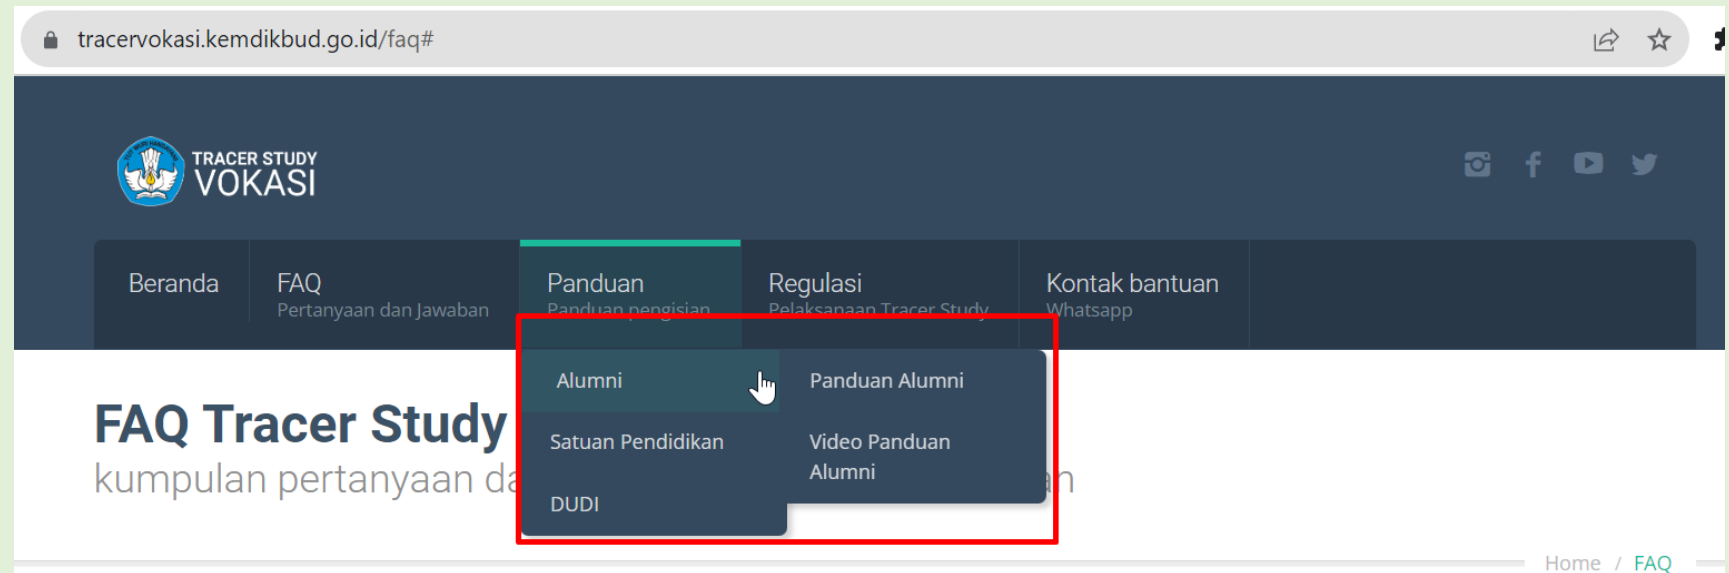 tracervokasi.kemdikbud.go.id/faq#
TRACER STUDY
VOKASI
Beranda
FAQ
Pertanyaan dan Jawaban
Panduan
Panduan pengisian
Regulasi
Pelaksanaan Tracer Study
Kontak bantuan
Whatsapp
Alumni
Satuan Pendidikan
DUDI
Panduan Alumni
Video Panduan
Alumni
FAQ Tracer Study
kumpulan pertanyaan
Home / FAQ